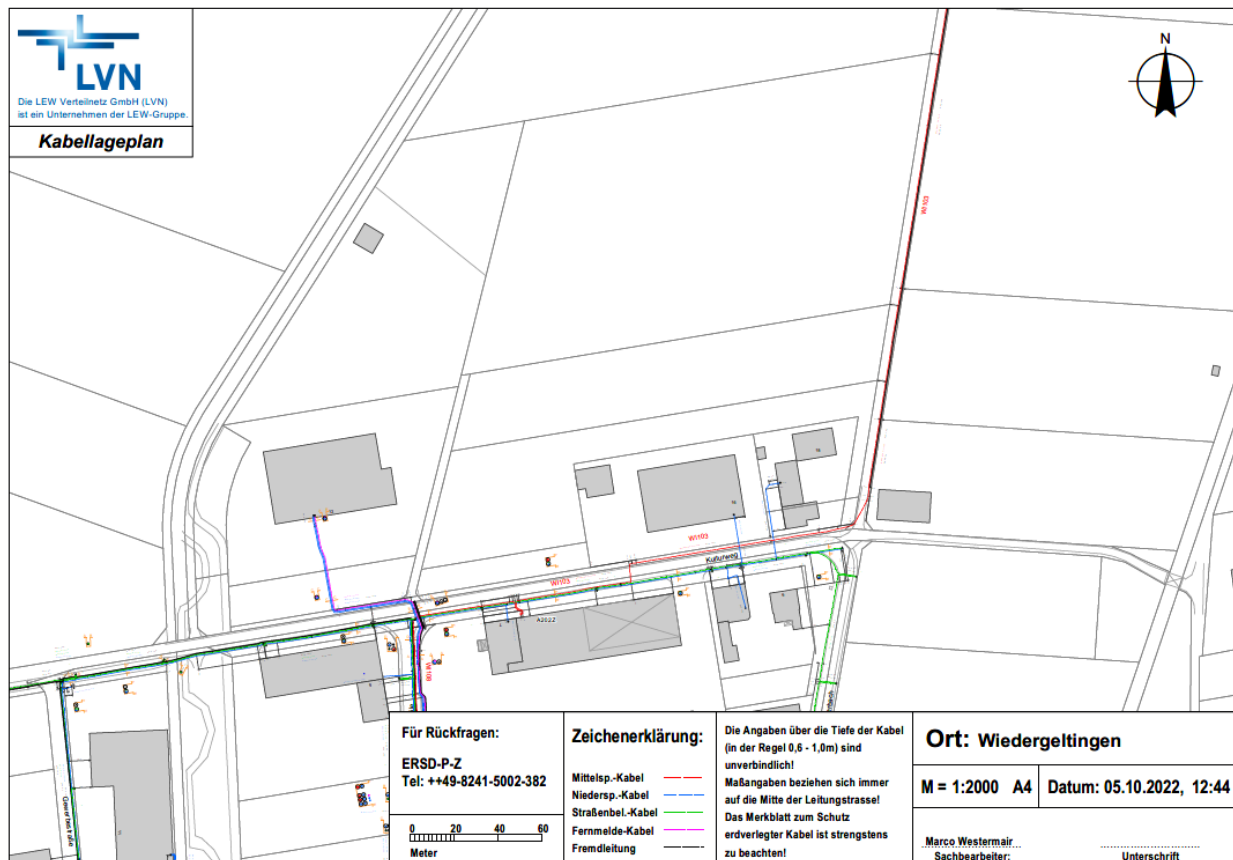 LVN
Die LEW Verteilnetz GmbH (LVN)
ist ein Unternehmen der LEW-Gruppe.
Kabellageplan
N
WI103
WI103
WI103
Kulturweg
A2022
Gewerbestraße
Für Rückfragen:
ERSD-P-Z
Tel: ++49-8241-5002-382
0 20 40 60
Meter
Zeichenerklärung:
Mittelsp.-Kabel
Niedersp.-Kabel
Straßenbel.-Kabel
Fernmelde-Kabel
Fremdleitung
Die Angaben über die Tiefe der Kabel
(in der Regel 0,6 - 1,0m) sind
unverbindlich!
Maßangaben beziehen sich immer
auf die Mitte der Leitungstrasse!
Das Merkblatt zum Schutz
erdverlegter Kabel ist strengstens
zu beachten!
Ort: Wiedergeltingen
M = 1:2000 A4
Datum: 05.10.2022, 12:44
Marco Westermair
Sachbearbeiter:
Unterschrift